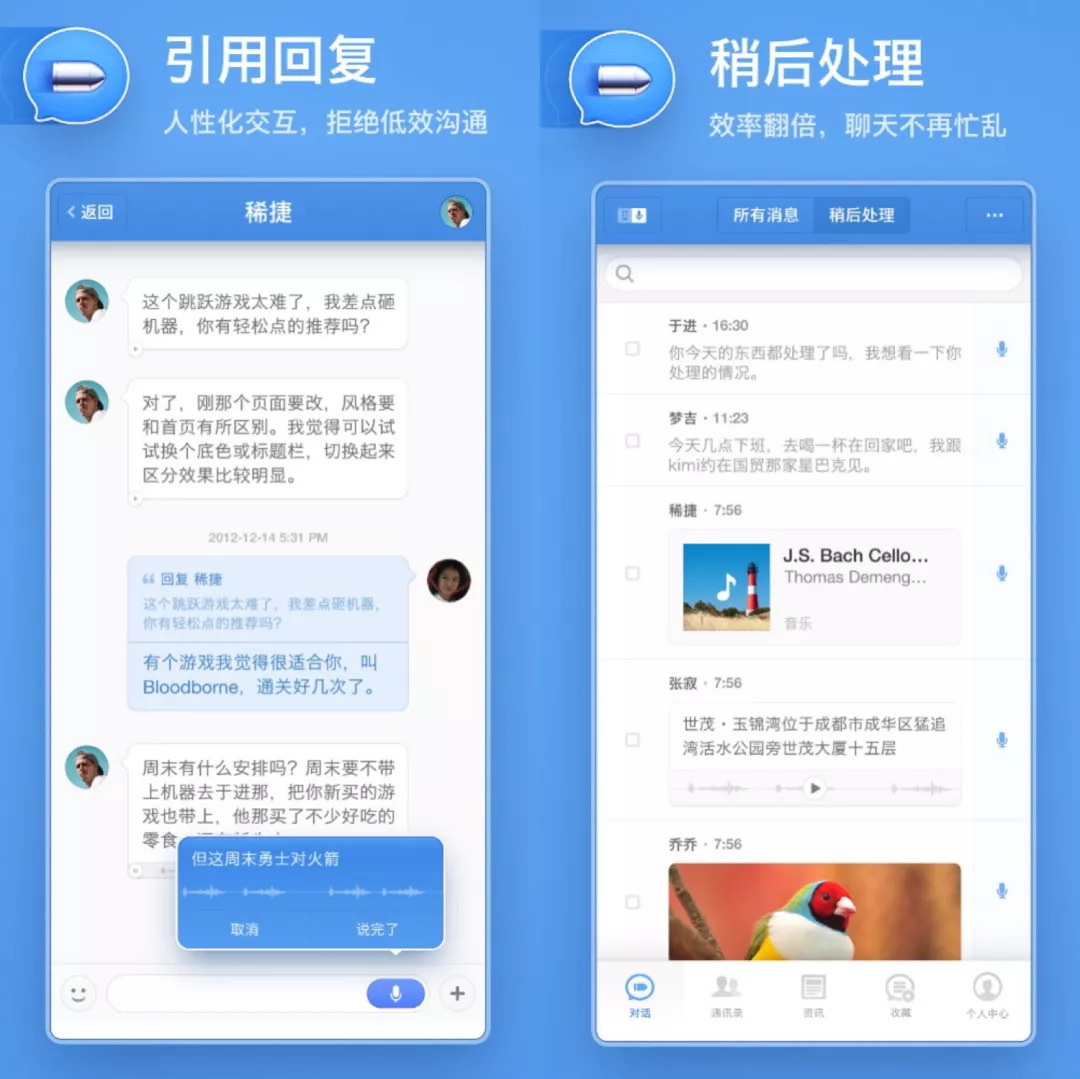 引用回复
人性化交互，拒绝低效沟通
返回
稀捷
这个跳跃游戏太难了，我差点砸
机器，你有轻松点的推荐吗？
对了，刚那个页面要改，风格要
和首页有所区别。我觉得可以试
试换个底色或标题栏，切换起来
区分效果比较明显。
2012-12-14 5:31 PM
回复 稀捷
这个跳跃游戏太难了，我差点砸机器，
你有轻松点的推荐吗？
有个游戏我觉得很适合你，叫
Bloodborne，通关好几次了。
周末有什么安排吗？周末要不带
上机器去于进那，把你新买的游
戏也带上，他那买了不少好吃的
零食
但这周末勇士对火箭
取消 说完了
稍后处理
效率翻倍，聊天不再忙乱
所有消息 稍后处理
于进 · 16:30
你今天的东西都处理了吗，我想看一下你
处理的情况。
梦吉 · 11:23
今天几点下班，去喝一杯在回家吧，我跟
kimi约在国贸那家星巴克见。
稀捷 · 7:56
J.S. Bach Cello...
Thomas Demeng...
音乐
张寂 · 7:56
世茂·玉锦湾位于成都市成华区猛追
湾活水公园旁世茂大厦十五层
乔乔 · 7:56
对话 通讯录 资讯 收藏 个人中心